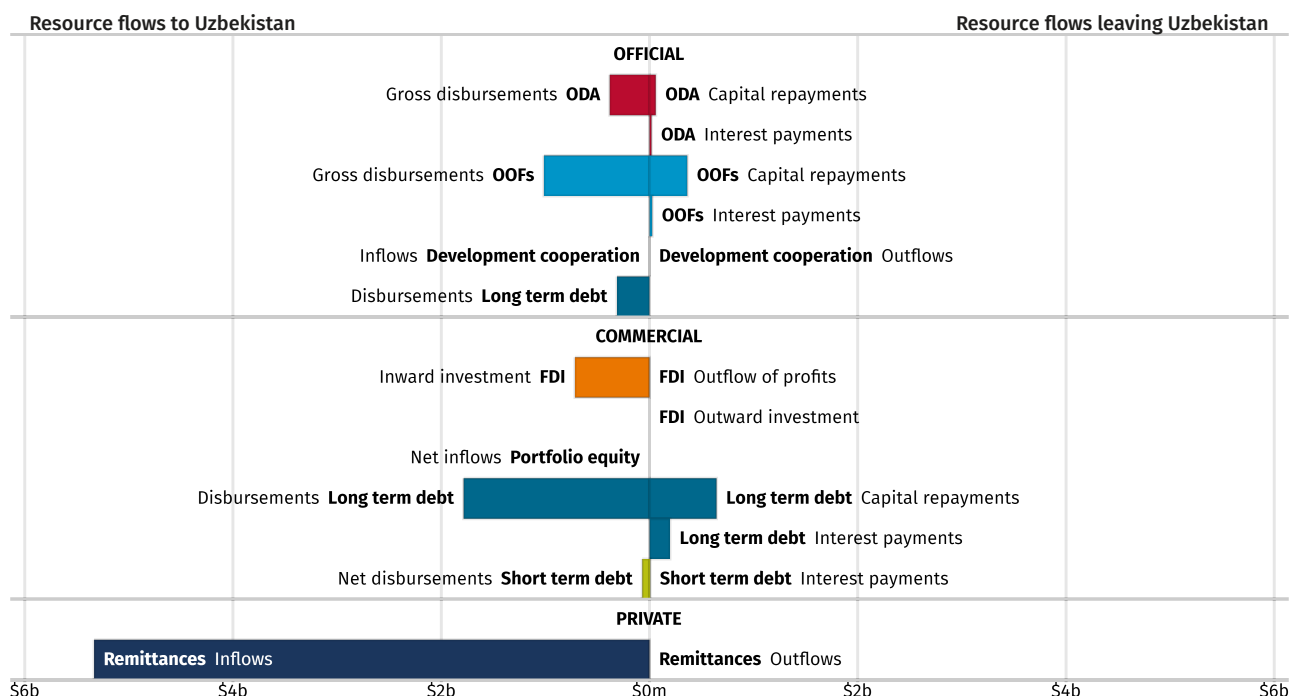 Resource flows to Uzbekistan Resource flows leaving Uzbekistan
OFFICIAL
Gross disbursements ODA ODA Capital repayments
ODA Interest payments
Gross disbursements OOFs OOFs Capital repayments
OOFs Interest payments
Inflows Development cooperation Development cooperation Outflows
Disbursements Long term debt
COMMERCIAL
Inward investment FDI FDI Outflow of profits
FDI Outward investment
Net inflows Portfolio equity
Disbursements Long term debt Long term debt Capital repayments
Long term debt Interest payments
Net disbursements Short term debt Short term debt Interest payments
PRIVATE
Remittances Inflows Remittances Outflows
$6b $4b $2b $0m $2b $4b $6b